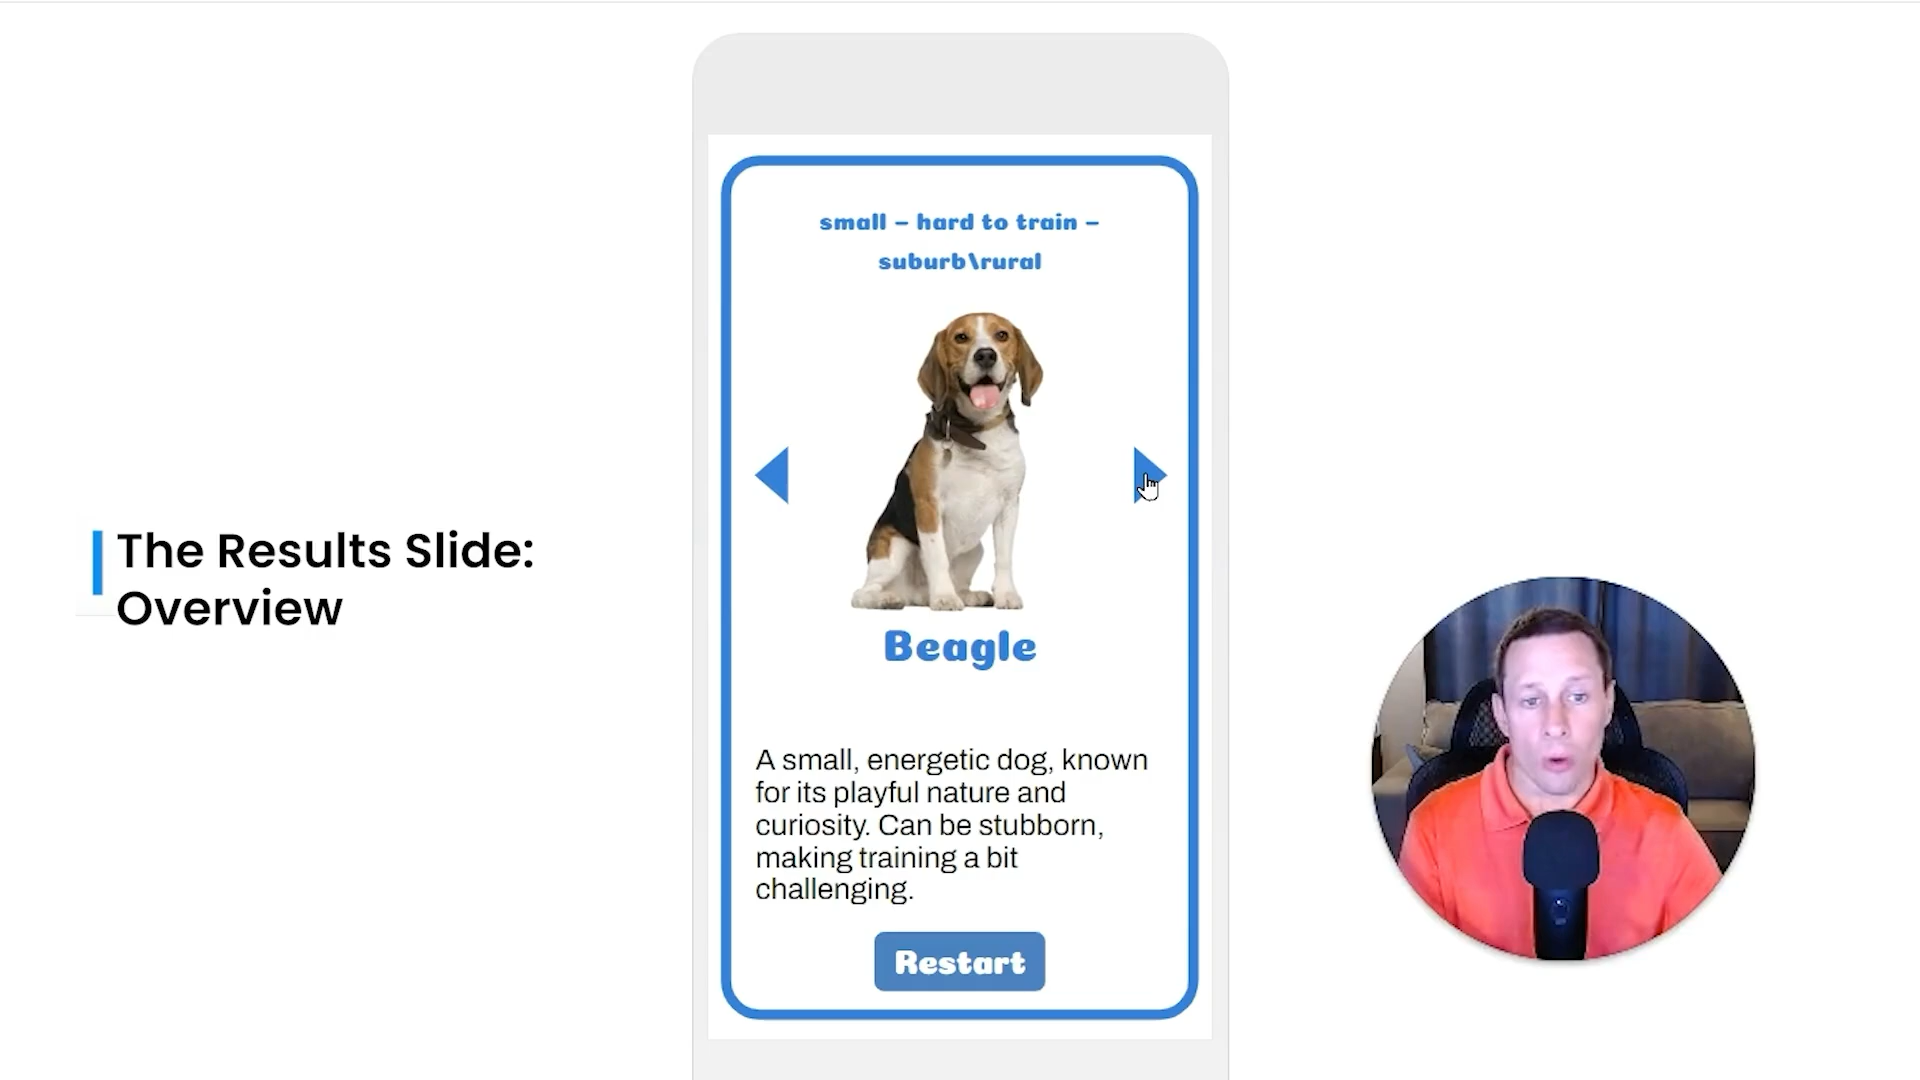 The Results Slide:
Overview
small – hard to train –
suburb\rural
Beagle
A small, energetic dog, known
for its playful nature and
curiosity. Can be stubborn,
making training a bit
challenging.
Restart